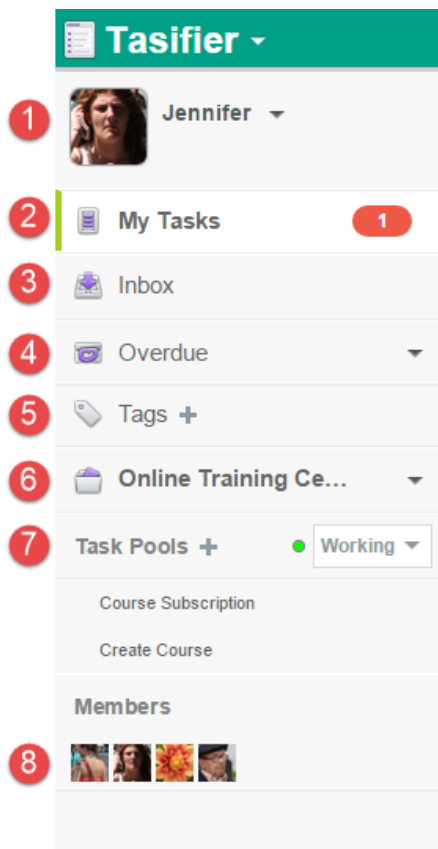 Tasifier
1
Jennifer
2
My Tasks
1
3
Inbox
4
Overdue
5
Tags +
6
Online Training Ce...
7
Task Pools +
Working
Course Subscription
Create Course
Members
8